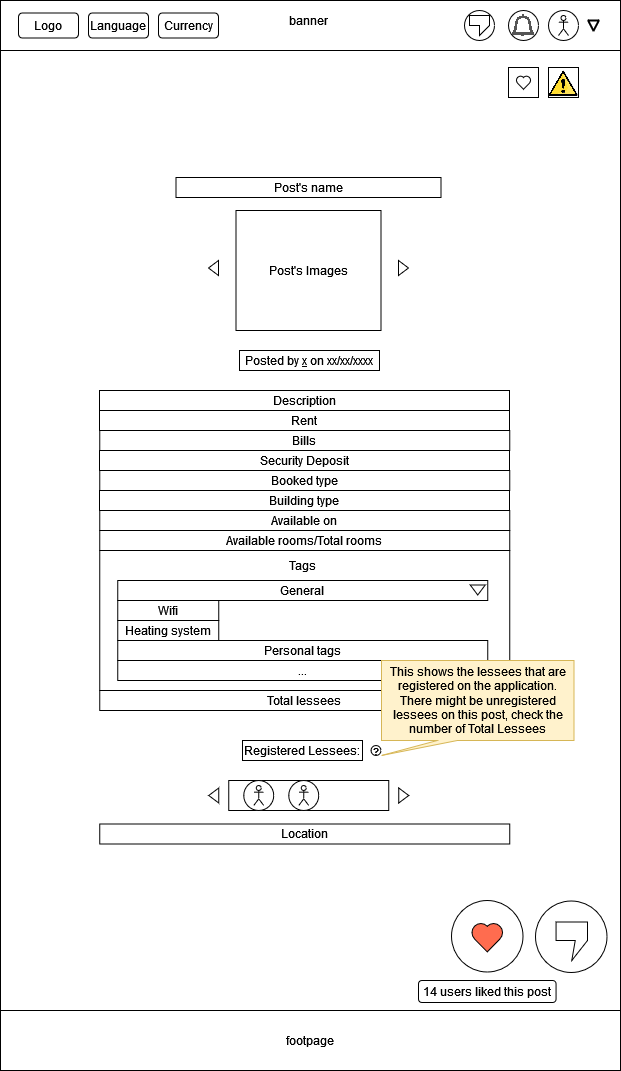 Logo
Language
Currency
banner
Post's name
Post's Images
Posted by x on xx/xx/xxxx
Description
Rent
Bills
Security Deposit
Booked type
Building type
Available on
Available rooms/Total rooms
Tags
General
Wifi
Heating system
Personal tags
...
Total lessees
This shows the lessees that are
registered on the application.
There might be unregistered
lessees on this post, check the
number of Total Lessees
Registered Lessees:
?
Location
14 users liked this post
footpage